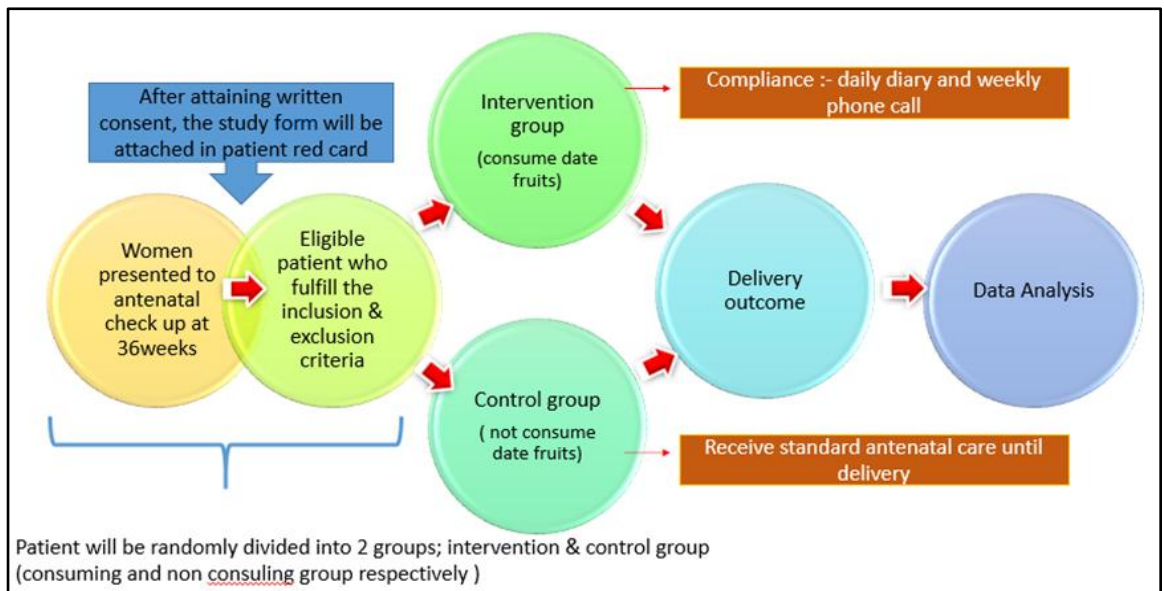 After attaining written
consent, the study form will be
attached in patient red card
Women
presented to
antenatal
check up at
36weeks
Eligible
patient who
fulfill the
inclusion &
exclusion
criteria
Intervention
group
(consume date
fruits)
Compliance :- daily diary and weekly
phone call
Control group
( not consume
date fruits)
Receive standard antenatal care until
delivery
Delivery
outcome
Data Analysis
Patient will be randomly divided into 2 groups; intervention & control group
(consuming and non consuling group respectively )